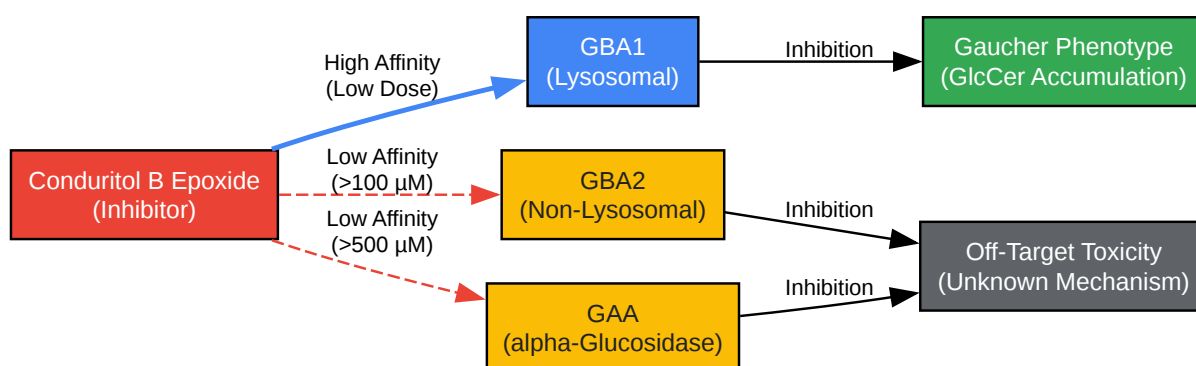 High Affinity
(Low Dose)
GBA1
(Lysosomal)
Inhibition
Gaucher Phenotype
(GlcCer Accumulation)
Conduritol B Epoxide
(Inhibitor)
Low Affinity
(>100 µM)
GBA2
(Non-Lysosomal)
Inhibition
Low Affinity
(>500 µM)
GAA
(alpha-Glucosidase)
Inhibition
Off-Target Toxicity
(Unknown Mechanism)